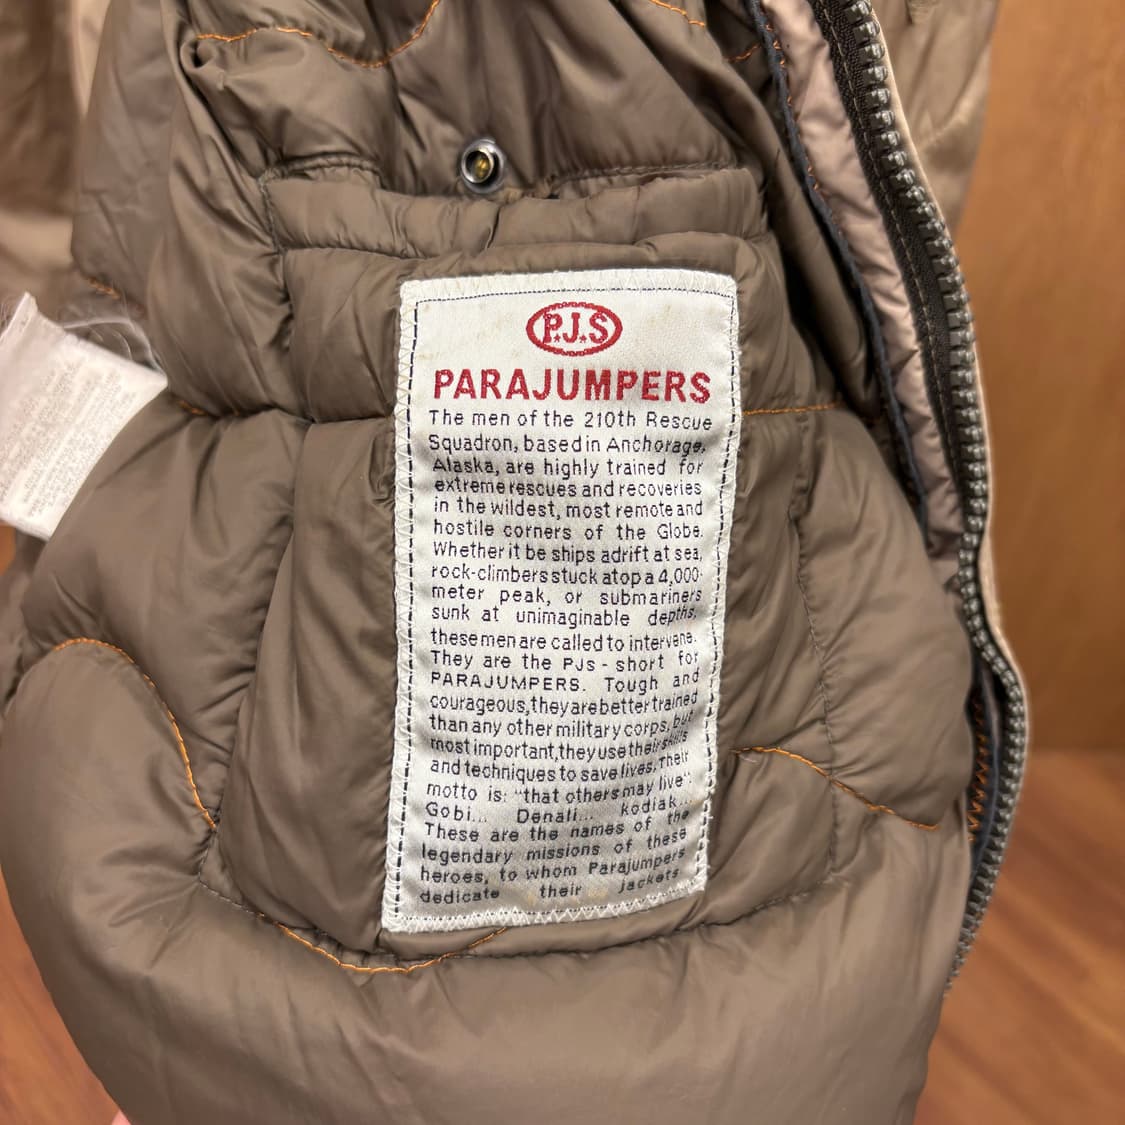 P.J.S
PARAJUMPERS
The men of the 210th Rescue
Squadron, based in Anchorage,
Alaska, are highly trained for
extreme rescues and recoveries
in the wildest, most remote and
hostile corners of the Globe.
Whether it be ships adrift at sea,
rock-climbers stuck atop a 4,000-
meter peak, or submariners
sunk at unimaginable depths,
these men are called to intervene.
They are the PJs - short for
PARAJUMPERS. Tough and
courageous, they are better trained
than any other military corps, but
most important, they use their skills
and techniques to save lives. Their
motto is: "that others may live".
Gobi... Denali... kodiak...
These are the names of the
legendary missions of these
heroes, to whom Parajumpers
dedicate their jackets